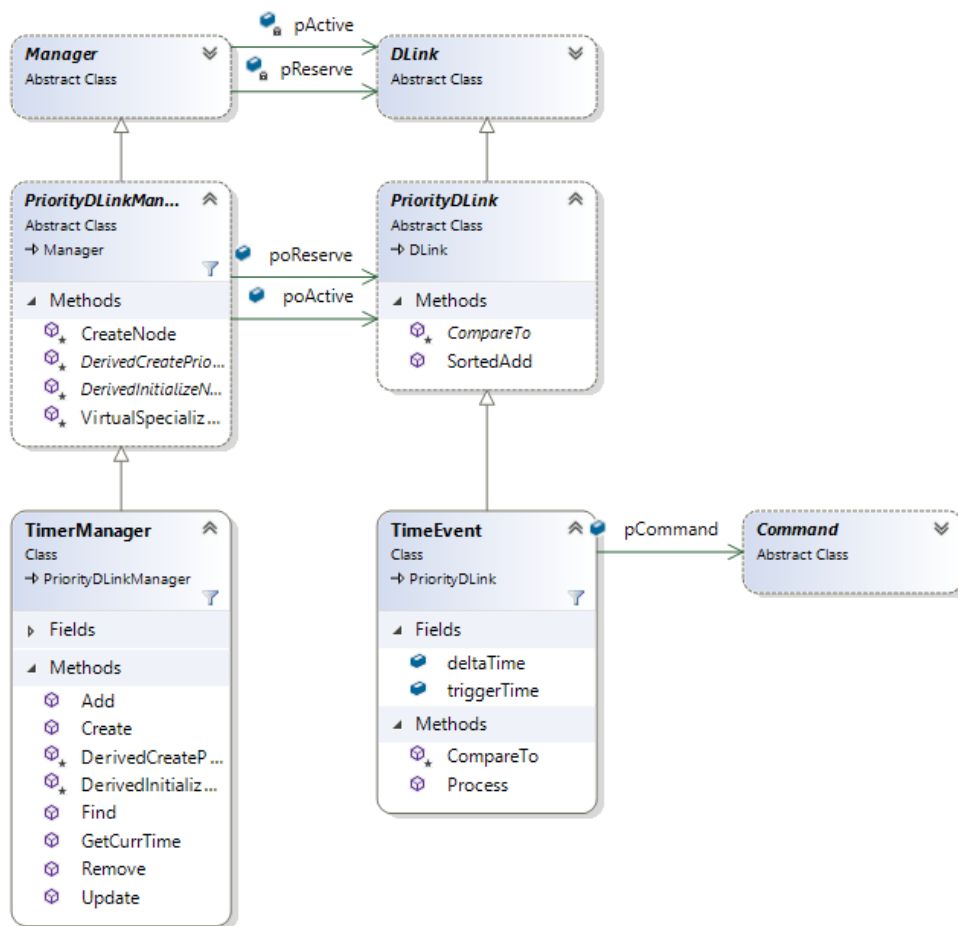 pActive
Manager
Abstract Class
DLink
Abstract Class
pReserve
PriorityDLinkMan...
Abstract Class
Manager
Methods
CreateNode
DerivedCreatePrio...
DerivedInitializeN...
VirtualSpecializ...
poReserve
poActive
PriorityDLink
Abstract Class
DLink
Methods
CompareTo
SortedAdd
TimerManager
Class
PriorityDLinkManager
Fields
Methods
Add
Create
DerivedCreateP...
DerivedInitializ...
Find
GetCurrTime
Remove
Update
TimeEvent
Class
PriorityDLink
Fields
deltaTime
triggerTime
Methods
CompareTo
Process
pCommand
Command
Abstract Class